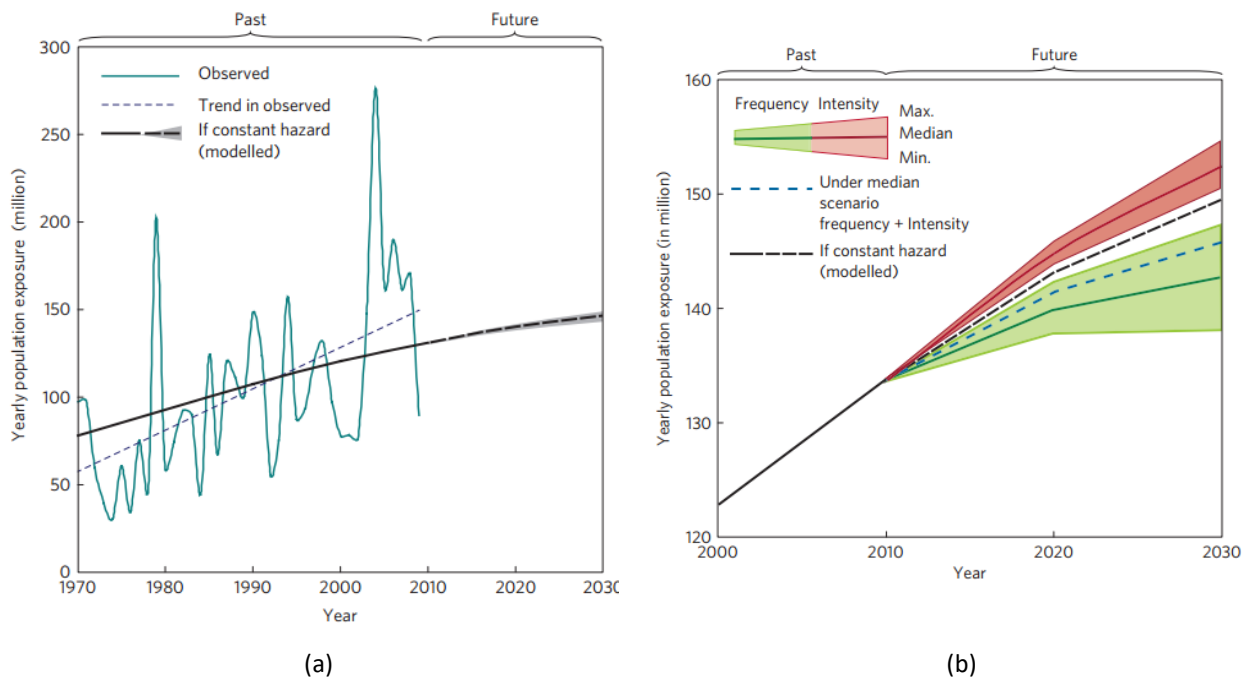 Past Future
300
250
200
150
100
50
0
Yearly population exposure (million)
Observed
Trend in observed
If constant hazard
(modelled)
1970 1980 1990 2000 2010 2020 2030
Year
(a)
Past Future
160
150
140
130
120
Yearly population exposure (in million)
Frequency Intensity
Max.
Median
Min.
Under median
scenario
frequency + Intensity
If constant hazard
(modelled)
2000 2010 2020 2030
Year
(b)